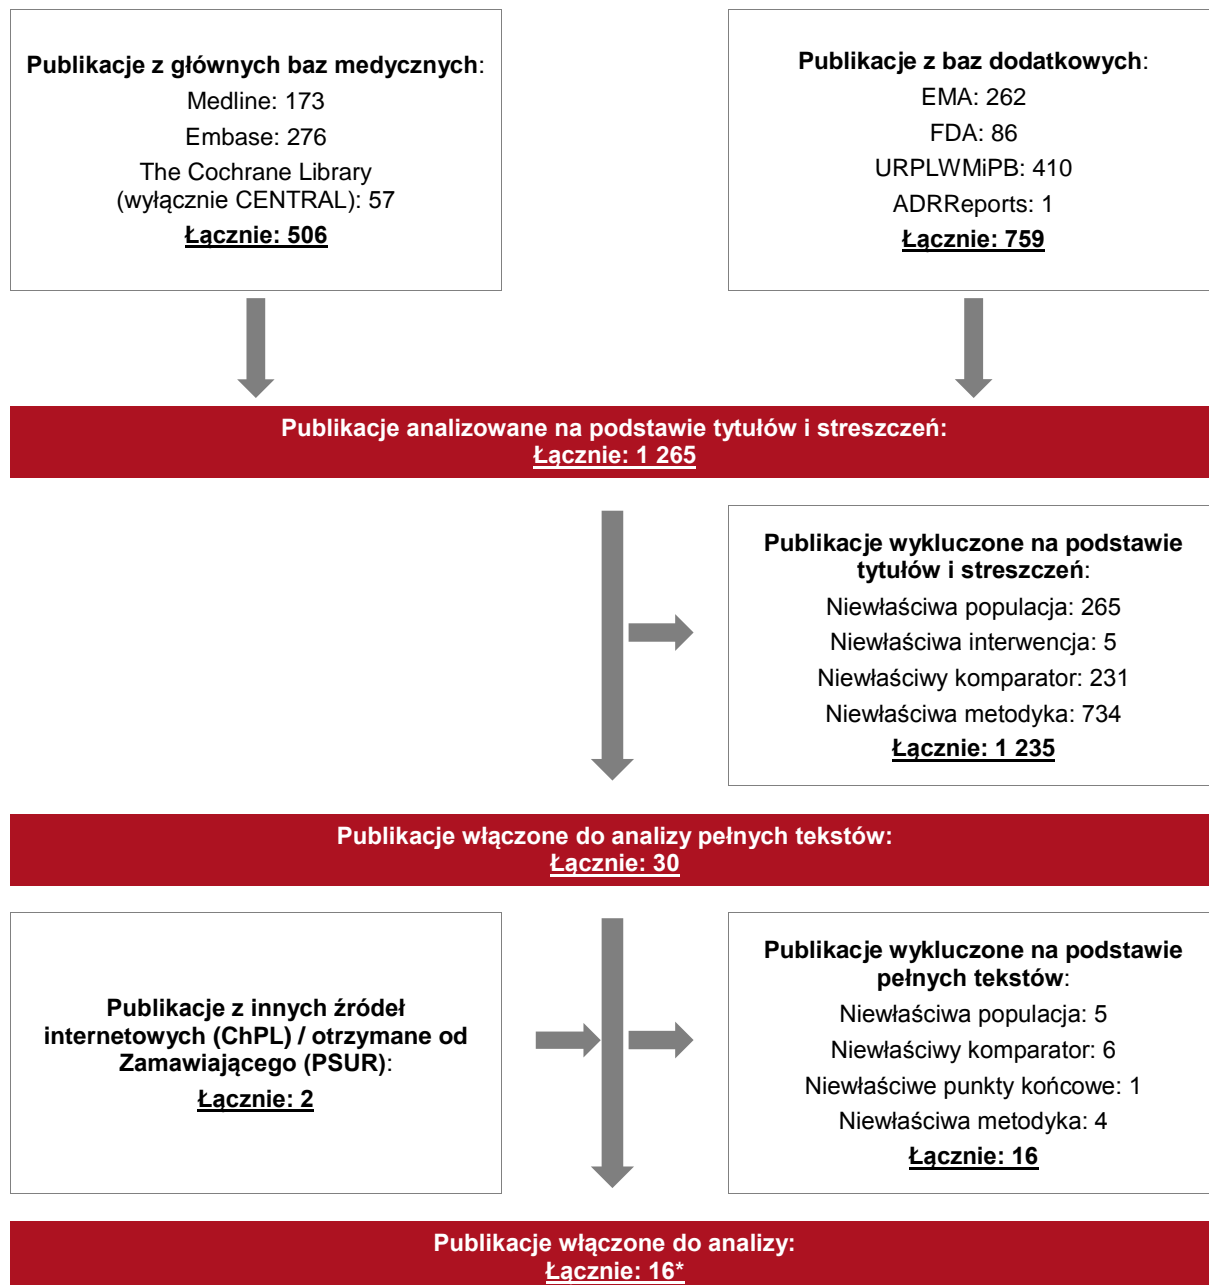 Publikacje z głównych baz medycznych:
Medline: 173
Embase: 276
The Cochrane Library
(wyłącznie CENTRAL): 57
Łącznie: 506
Publikacje z baz dodatkowych:
EMA: 262
FDA: 86
URPLWMiPB: 410
ADRReports: 1
Łącznie: 759
Publikacje analizowane na podstawie tytułów i streszczeń:
Łącznie: 1 265
Publikacje wykluczone na podstawie
tytułów i streszczeń:
Niewłaściwa populacja: 265
Niewłaściwa interwencja: 5
Niewłaściwy komparator: 231
Niewłaściwa metodyka: 734
Łącznie: 1 235
Publikacje włączone do analizy pełnych tekstów:
Łącznie: 30
Publikacje z innych źródeł
internetowych (ChPL) / otrzymane od
Zamawiającego (PSUR):
Łącznie: 2
Publikacje wykluczone na podstawie
pełnych tekstów:
Niewłaściwa populacja: 5
Niewłaściwy komparator: 6
Niewłaściwe punkty końcowe: 1
Niewłaściwa metodyka: 4
Łącznie: 16
Publikacje włączone do analizy:
Łącznie: 16*